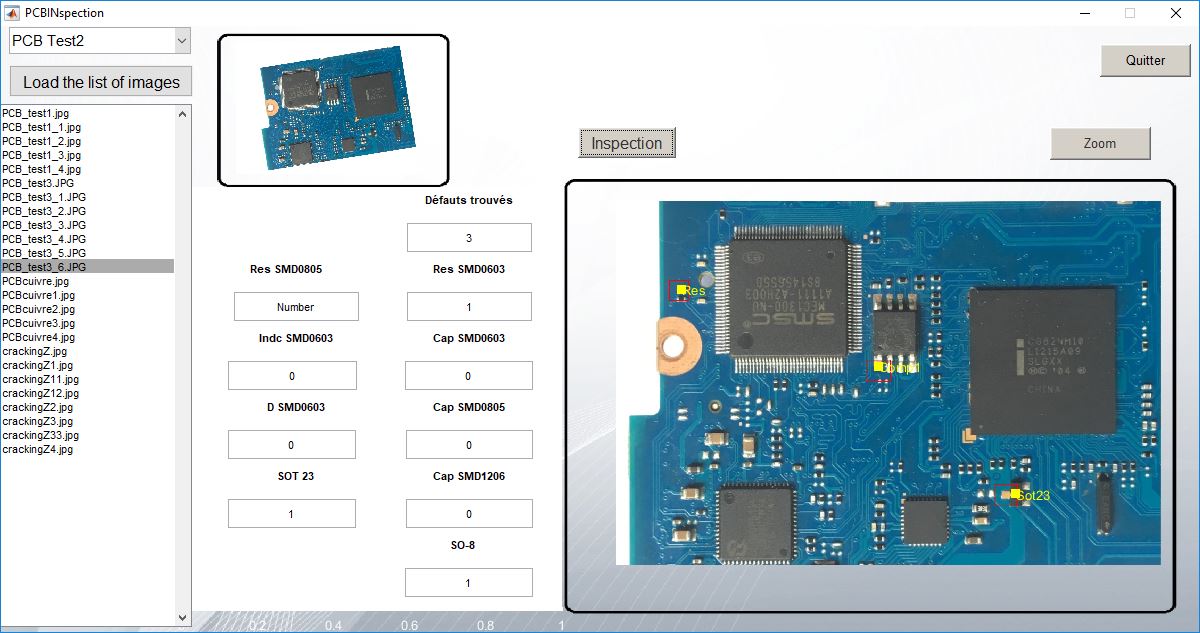 PCBINspection
PCB Test2
Load the list of images
PCB_test1.jpg
PCB_test1_1.jpg
PCB_test1_2.jpg
PCB_test1_3.jpg
PCB_test1_4.jpg
PCB_test3.JPG
PCB_test3_1.JPG
PCB_test3_2.JPG
PCB_test3_3.JPG
PCB_test3_4.JPG
PCB_test3_5.JPG
PCB_test3_6.JPG
PCBcuivre.jpg
PCBcuivre1.jpg
PCBcuivre2.jpg
PCBcuivre3.jpg
PCBcuivre4.jpg
crackingZ.jpg
crackingZ1.jpg
crackingZ11.jpg
crackingZ12.jpg
crackingZ2.jpg
crackingZ3.jpg
crackingZ33.jpg
crackingZ4.jpg
Quitter
Inspection
Zoom
Défauts trouvés
3
Res SMD0805
Res SMD0603
Number
1
Indc SMD0603
Cap SMD0603
0
0
D SMD0603
Cap SMD0805
0
0
SOT 23
Cap SMD1206
1
0
SO-8
1
Res
smsc
CHINA
Sot23
0.2
0.4
0.6
0.8
1